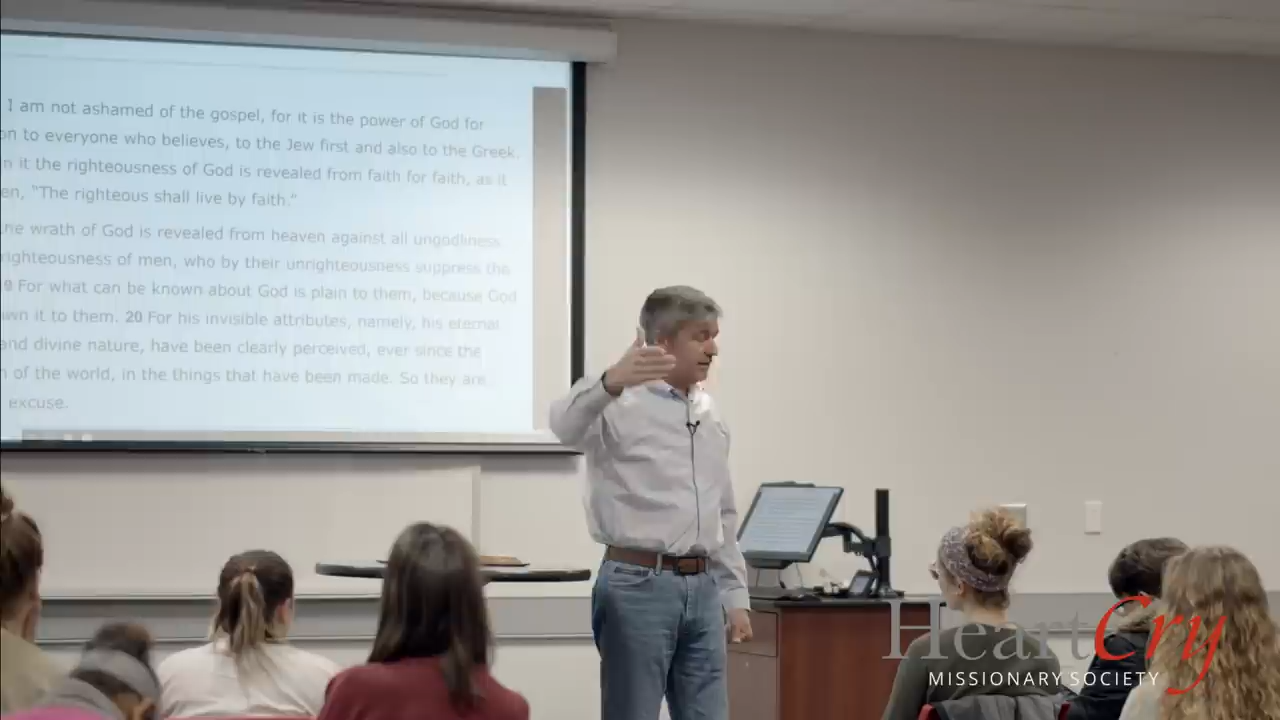 I am not ashamed of the gospel, for it is the power of God for
on to everyone who believes, to the Jew first and also to the Greek.
n it the righteousness of God is revealed from faith for faith, as it
en, "The righteous shall live by faith."
he wrath of God is revealed from heaven against all ungodliness
righteousness of men, who by their unrighteousness suppress the
9 For what can be known about God is plain to them, because God
wn it to them. 20 For his invisible attributes, namely, his eternal
and divine nature, have been clearly perceived, ever since the
n of the world, in the things that have been made. So they are
excuse.
HeartCry
MISSIONARY SOCIETY